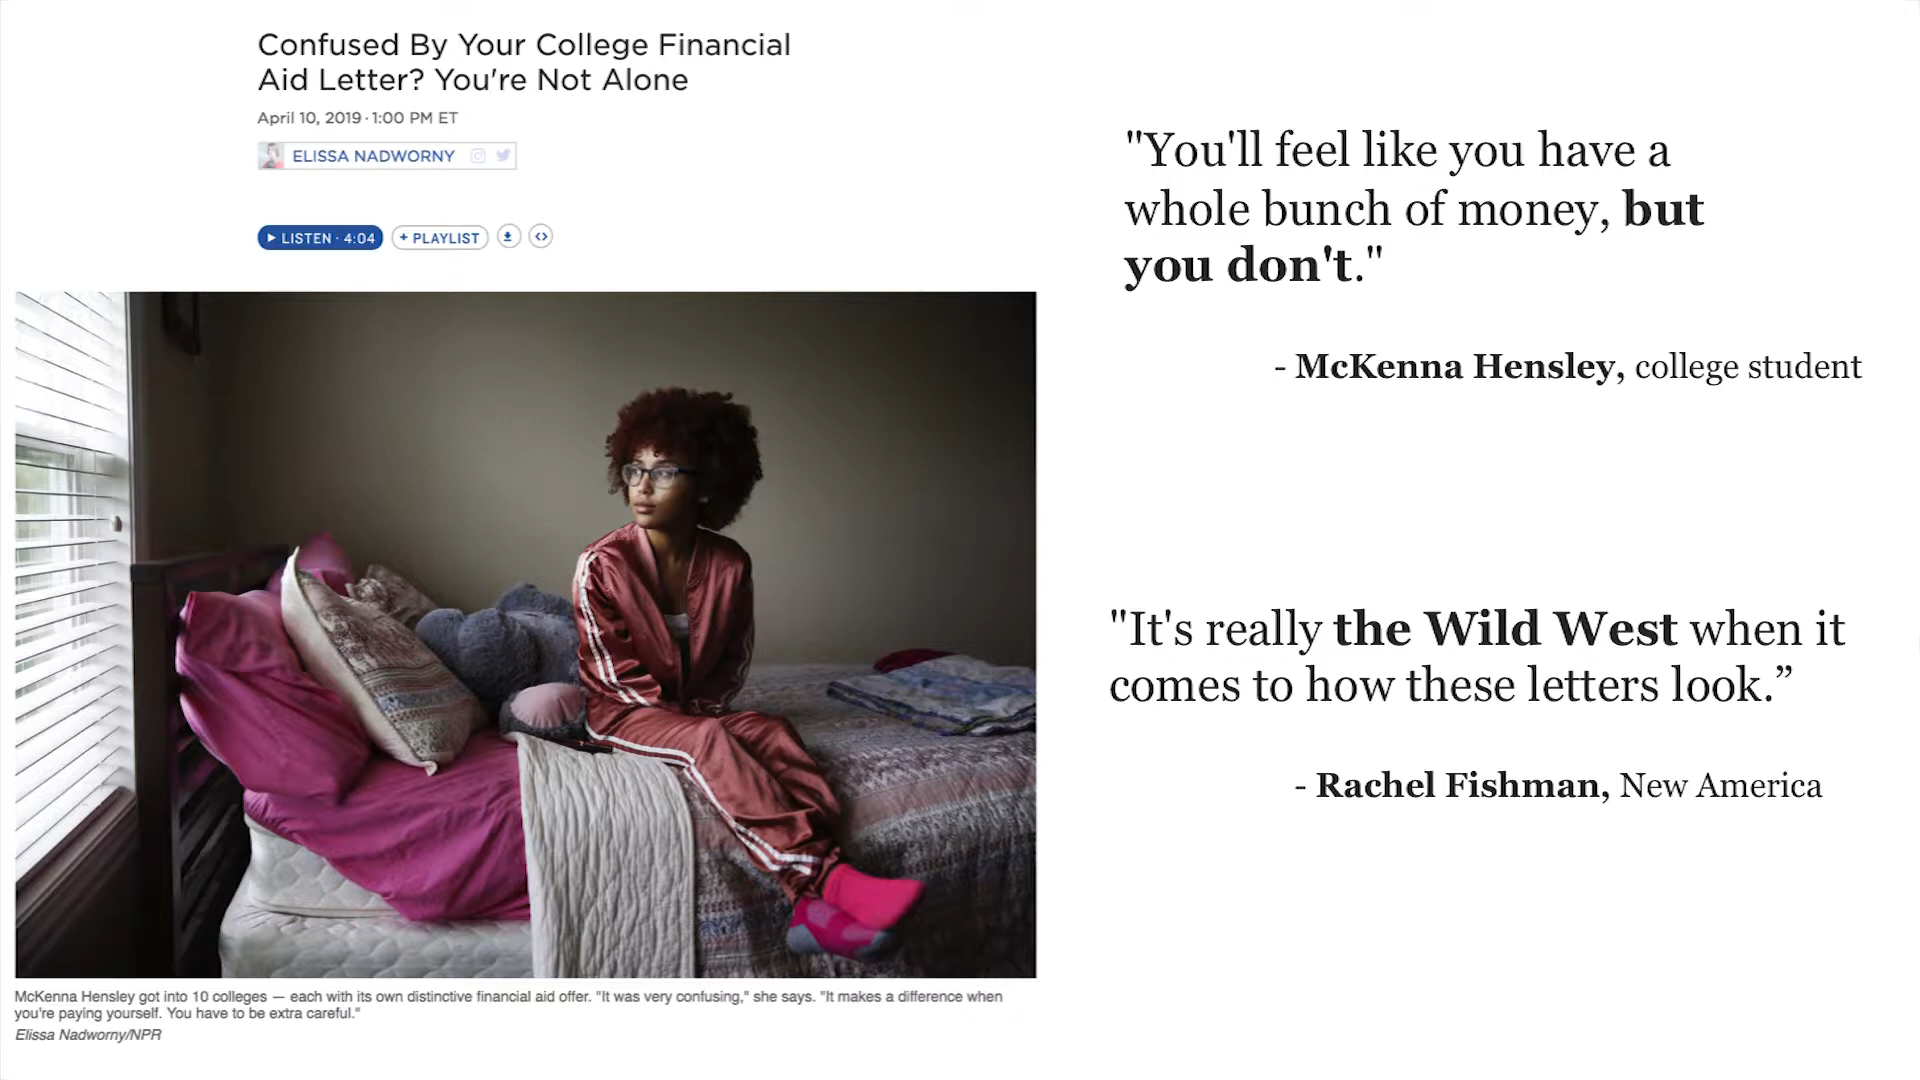 Confused By Your College Financial
Aid Letter? You're Not Alone
April 10, 2019 · 1:00 PM ET
ELISSA NADWORNY
LISTEN · 4:04
+ PLAYLIST
McKenna Hensley got into 10 colleges — each with its own distinctive financial aid offer. "It was very confusing," she says. "It makes a difference when
you're paying yourself. You have to be extra careful."
Elissa Nadworny/NPR
"You'll feel like you have a
whole bunch of money, but
you don't."
- McKenna Hensley, college student
"It's really the Wild West when it
comes to how these letters look.”
- Rachel Fishman, New America